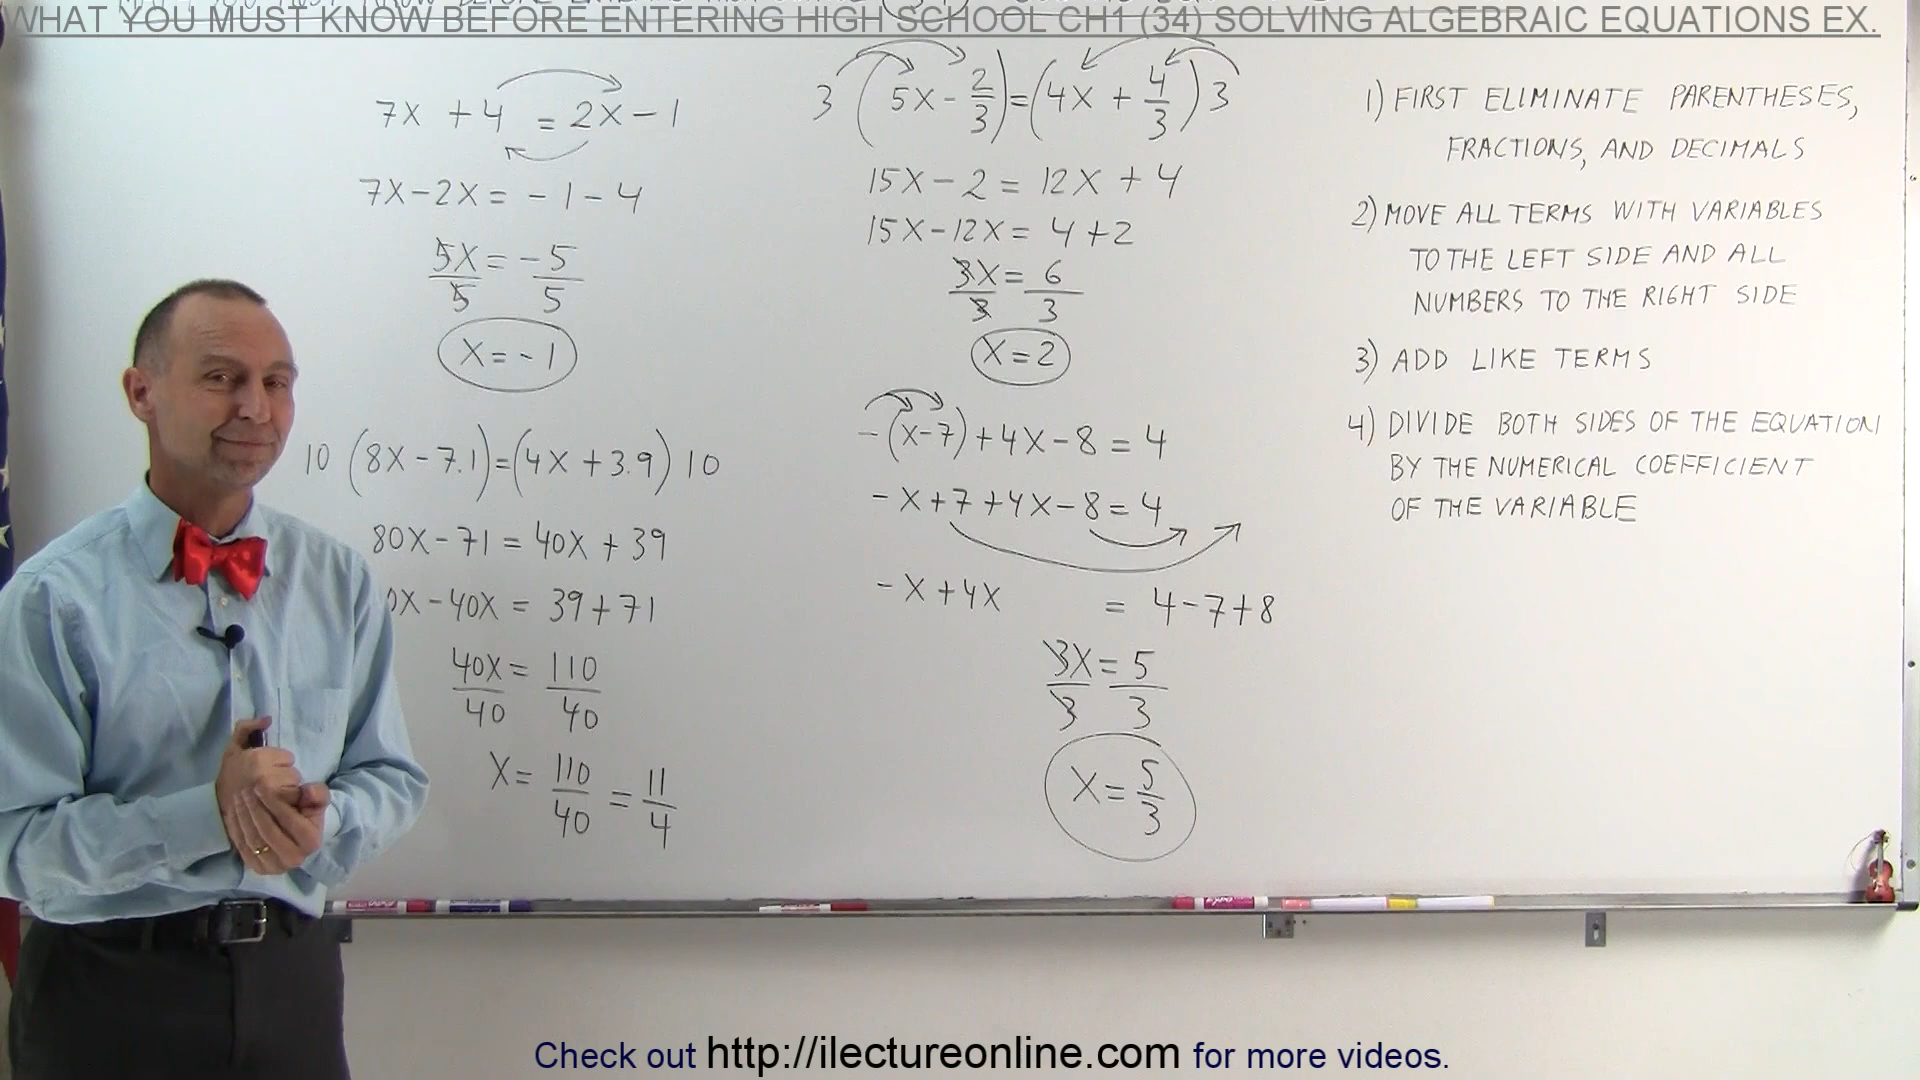 WHAT YOU MUST KNOW BEFORE ENTERING HIGH SCHOOL CH1 (34) SOLVING ALGEBRAIC EQUATIONS EX.
7X + 4 = 2X - 1
7X - 2X = - 1 - 4
5X/5 = -5/5
X = - 1
10 (8X - 7.1) = (4X + 3.9) 10
80X - 71 = 40X + 39
0X - 40X = 39 + 71
40X/40 = 110/40
X = 110/40 = 11/4
3 (5X - 2/3) = (4X + 4/3) 3
15X - 2 = 12X + 4
15X - 12X = 4 + 2
3X/3 = 6/3
X = 2
- (X - 7) + 4X - 8 = 4
- X + 7 + 4X - 8 = 4
- X + 4X = 4 - 7 + 8
3X/3 = 5/3
X = 5/3
1) FIRST ELIMINATE PARENTHESES,
FRACTIONS, AND DECIMALS
2) MOVE ALL TERMS WITH VARIABLES
TO THE LEFT SIDE AND ALL
NUMBERS TO THE RIGHT SIDE
3) ADD LIKE TERMS
4) DIVIDE BOTH SIDES OF THE EQUATION
BY THE NUMERICAL COEFFICIENT
OF THE VARIABLE
Check out http://ilectureonline.com for more videos.